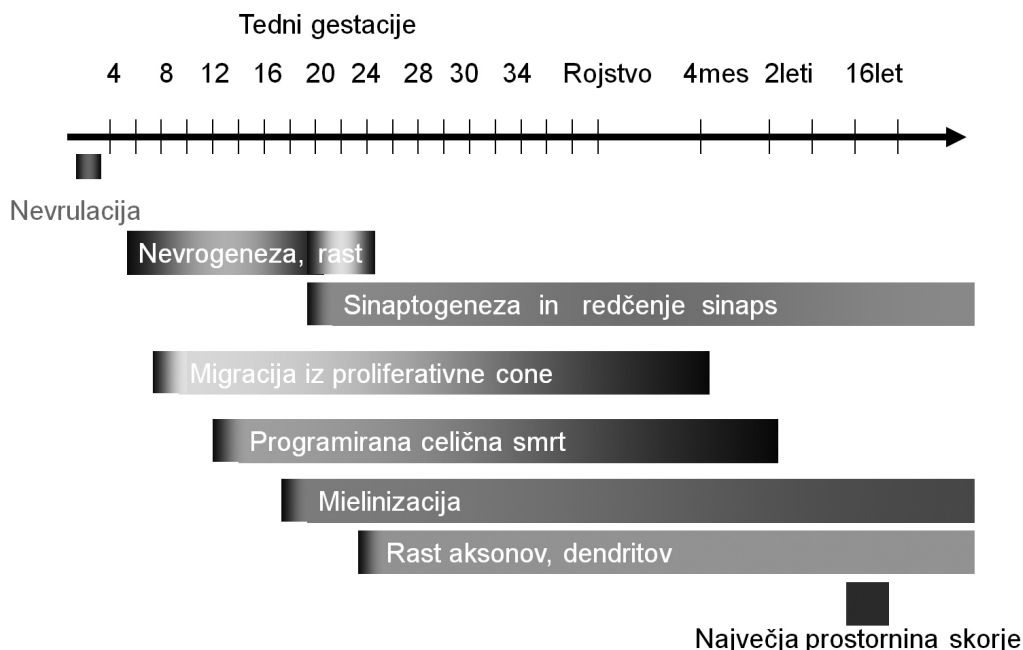 Tedni gestacije
4 8 12 16 20 24 28 30 34 Rojstvo 4mes 2leti 16let
Nevrulacija
Nevrogeneza, rast
Sinaptogeneza in redčenje sinaps
Migracija iz proliferativne cone
Programirana celična smrt
Mielinizacija
Rast aksonov, dendritov
Največja prostornina skorje